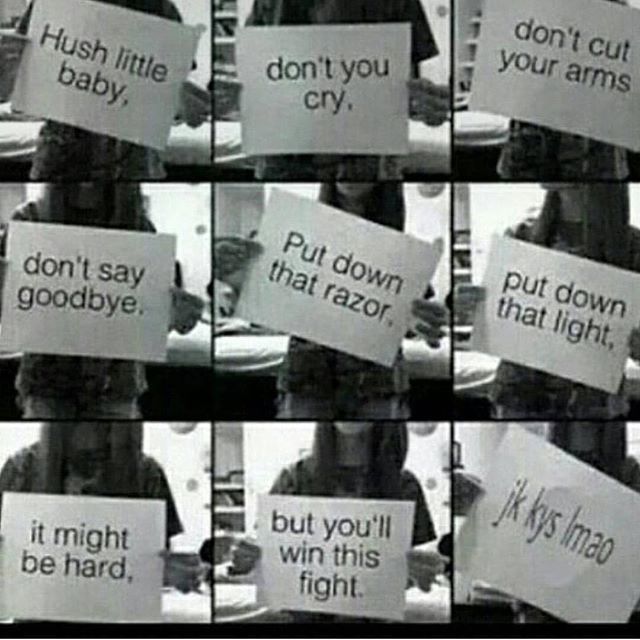 Hush little
baby,
don't you
cry,
don't cut
your arms
don't say
goodbye.
Put down
that razor,
put down
that light,
it might
be hard,
but you'll
win this
fight.
jk kys lmao